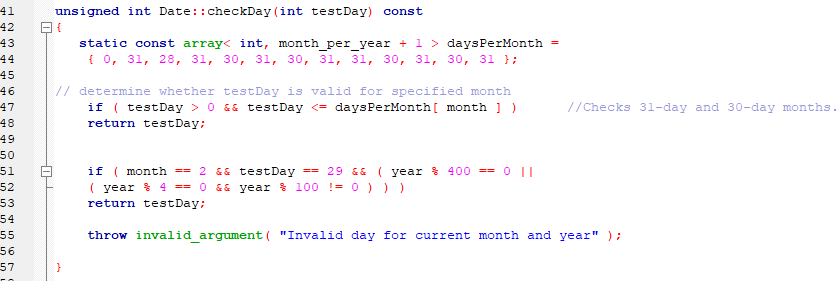 41 unsigned int Date::checkDay(int testDay) const
42 {
43 static const array< int, month_per_year + 1 > daysPerMonth =
44 { 0, 31, 28, 31, 30, 31, 30, 31, 31, 30, 31, 30, 31 };
45
46 // determine whether testDay is valid for specified month
47 if ( testDay > 0 && testDay <= daysPerMonth[ month ] ) //Checks 31-day and 30-day months.
48 return testDay;
49
50
51 if ( month == 2 && testDay == 29 && ( year % 400 == 0 ||
52 ( year % 4 == 0 && year % 100 != 0 ) ) )
53 return testDay;
54
55 throw invalid_argument( "Invalid day for current month and year" );
56
57 }